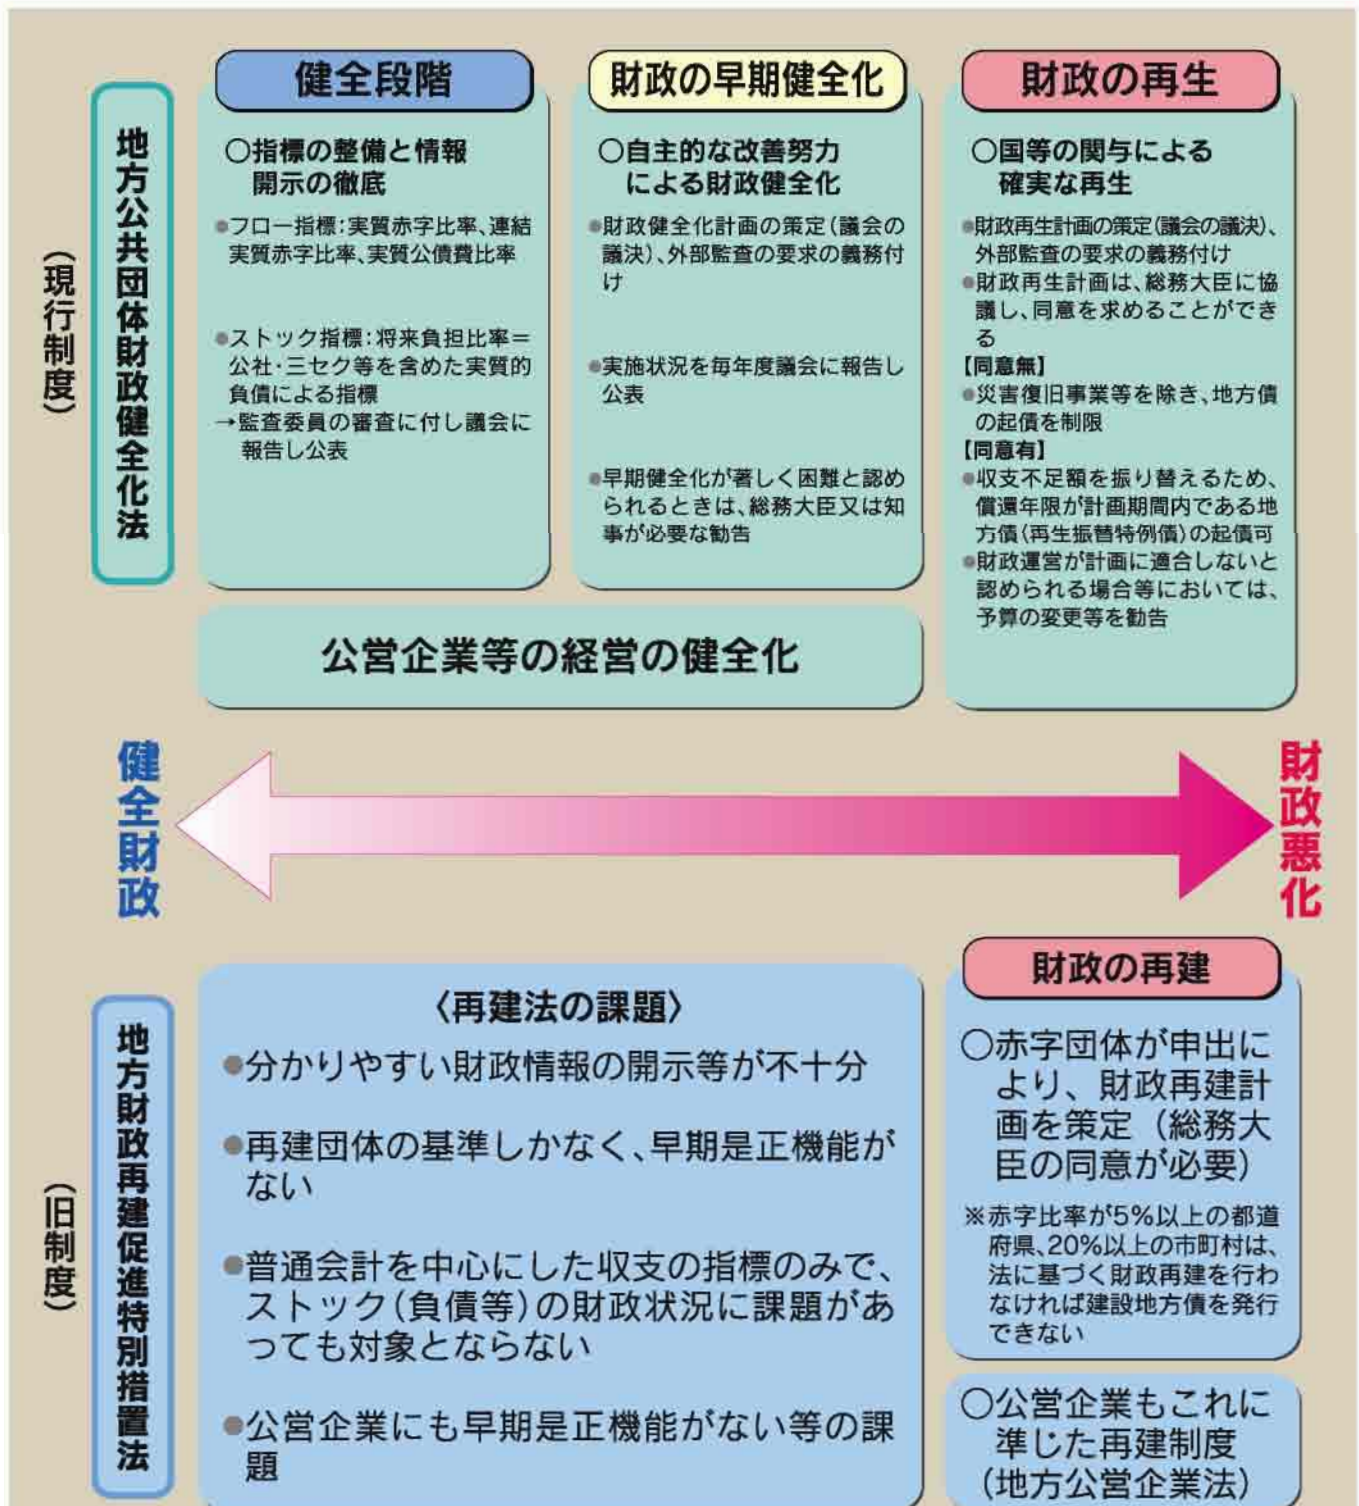 (現行制度)
地方公共団体財政健全化法
健全段階
○指標の整備と情報
開示の徹底
●フロー指標：実質赤字比率、連結
実質赤字比率、実質公債費比率
●ストック指標：将来負担比率＝
公社・三セク等を含めた実質的
負債による指標
→監査委員の審査に付し議会に
報告し公表
財政の早期健全化
○自主的な改善努力
による財政健全化
●財政健全化計画の策定(議会の
議決)、外部監査の要求の義務付
け
●実施状況を毎年度議会に報告し
公表
●早期健全化が著しく困難と認め
られるときは、総務大臣又は知
事が必要な勧告
財政の再生
○国等の関与による
確実な再生
●財政再生計画の策定(議会の議決)、
外部監査の要求の義務付け
●財政再生計画は、総務大臣に協
議し、同意を求めることができ
る
【同意無】
●災害復旧事業等を除き、地方債
の起債を制限
【同意有】
●収支不足額を振り替えるため、
償還年限が計画期間内である地
方債(再生振替特例債)の起債可
●財政運営が計画に適合しないと
認められる場合等においては、
予算の変更等を勧告
公営企業等の経営の健全化
健全財政
財政悪化
(旧制度)
地方財政再建促進特別措置法
〈再建法の課題〉
●分かりやすい財政情報の開示等が不十分
●再建団体の基準しかなく、早期是正機能が
ない
●普通会計を中心にした収支の指標のみで、
ストック(負債等)の財政状況に課題があ
っても対象とならない
●公営企業にも早期是正機能がない等の課
題
財政の再建
○赤字団体が申出に
より、財政再建計
画を策定（総務大
臣の同意が必要）
※赤字比率が5%以上の都道
府県、20%以上の市町村は、
法に基づく財政再建を行わ
なければ建設地方債を発行
できない
○公営企業もこれに
準じた再建制度
（地方公営企業法）